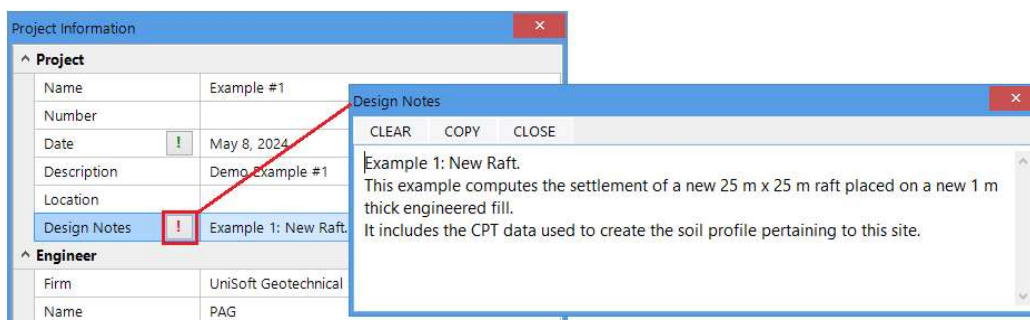 Project Information
Project
Name Example #1
Number
Date ! May 8, 2024
Description Demo Example #1
Location
Design Notes ! Example 1: New Raft.
Engineer
Firm UniSoft Geotechnical
Name PAG
Design Notes
CLEAR COPY CLOSE
Example 1: New Raft.
This example computes the settlement of a new 25 m x 25 m raft placed on a new 1 m
thick engineered fill.
It includes the CPT data used to create the soil profile pertaining to this site.